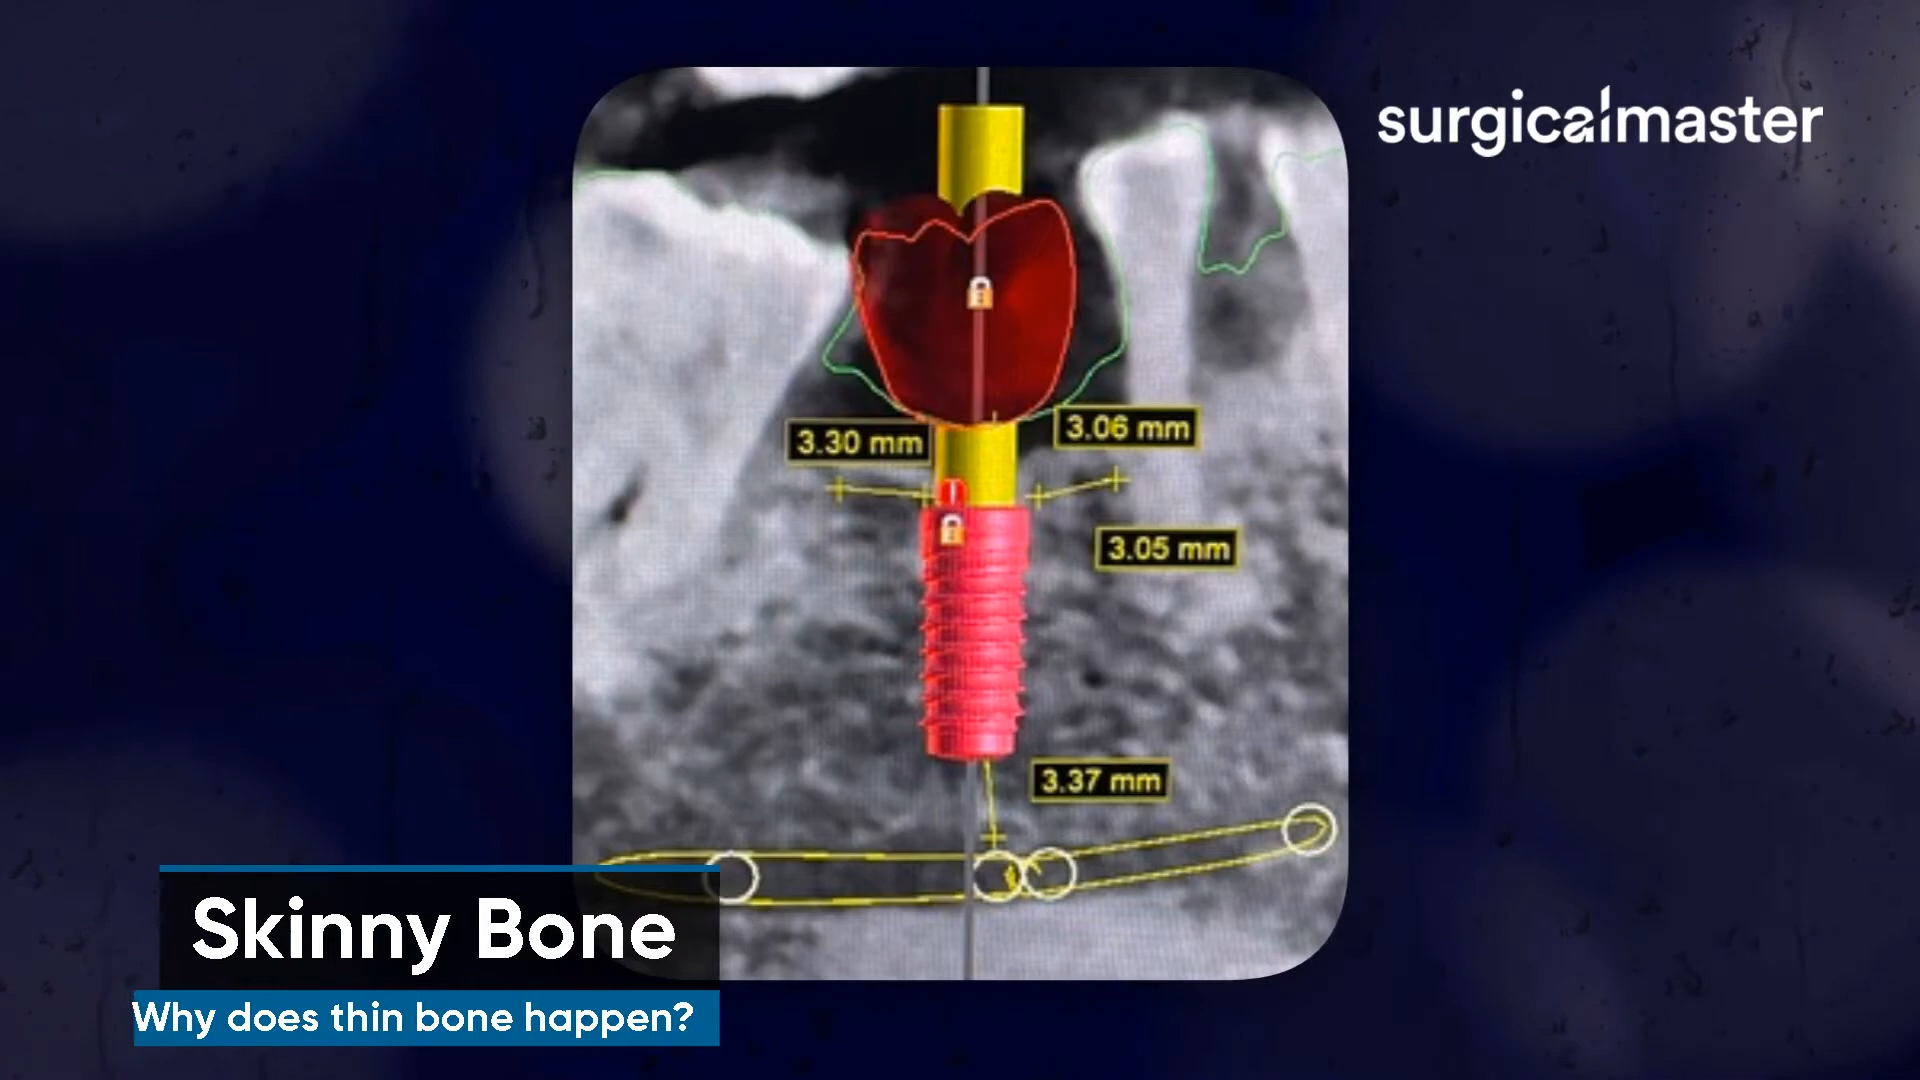 surgicalmaster
3.30 mm
3.06 mm
3.05 mm
3.37 mm
Skinny Bone
Why does thin bone happen?